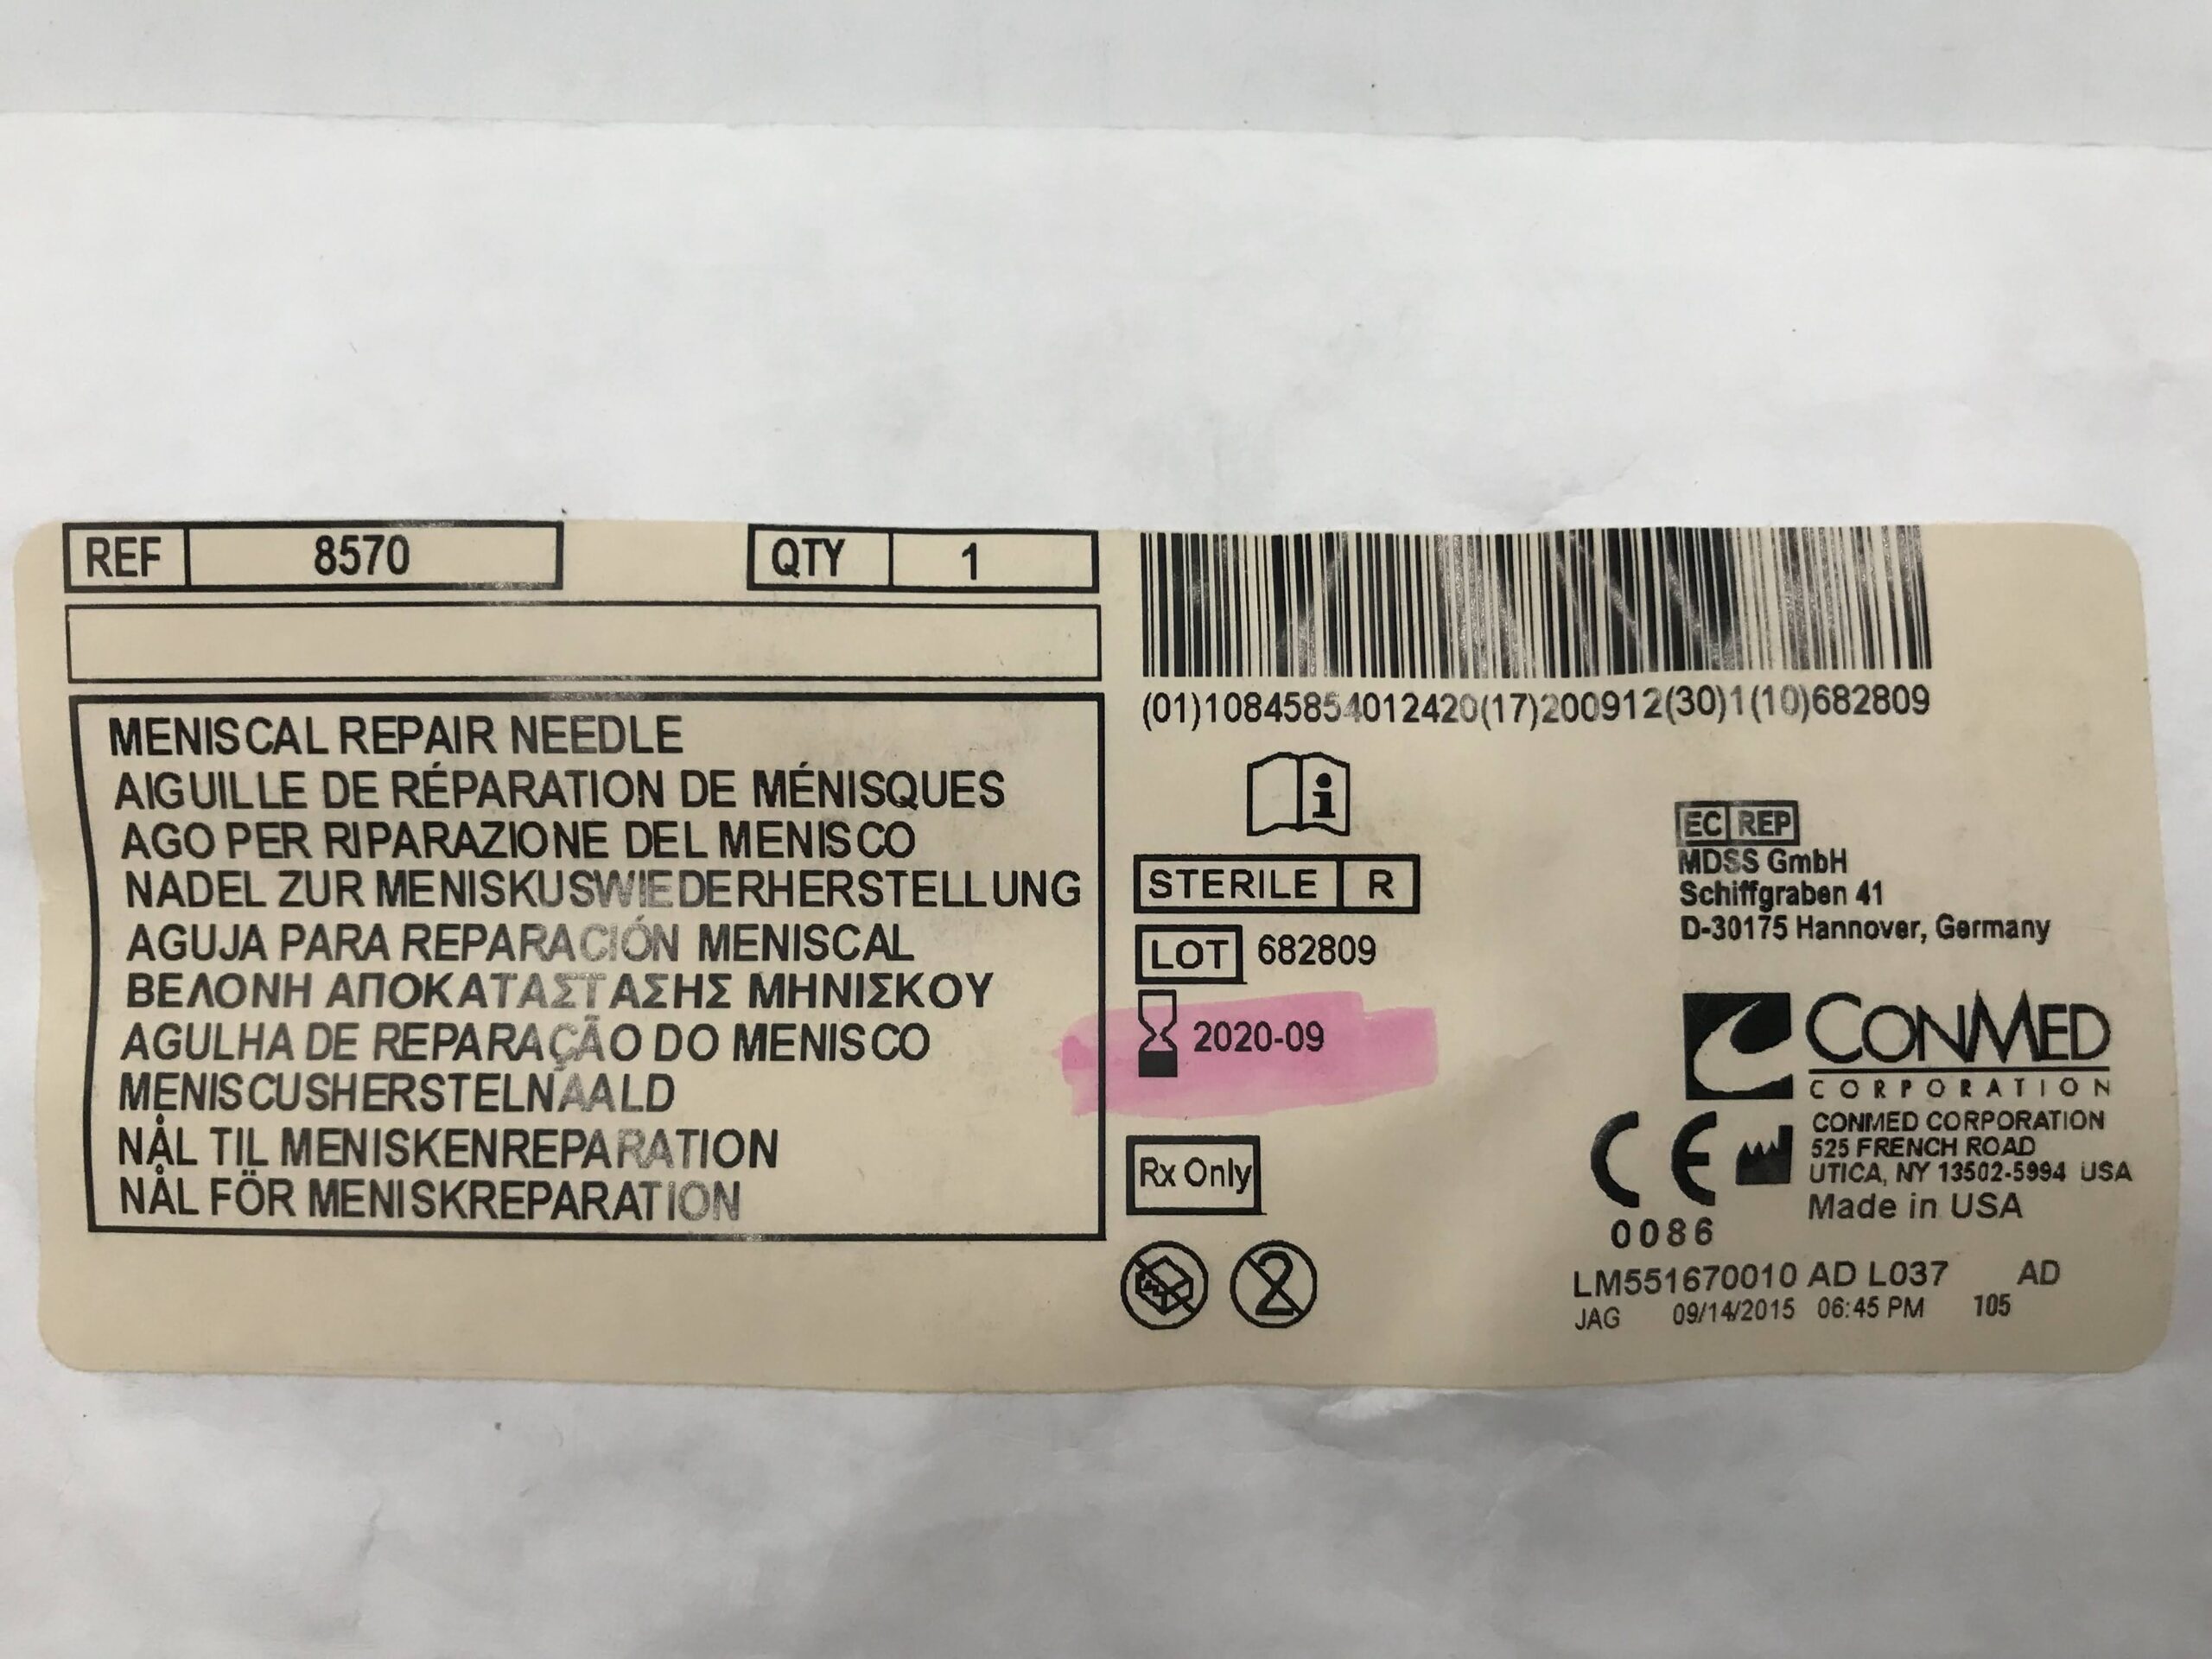 REF 8570 QTY 1
MENISCAL REPAIR NEEDLE
AIGUILLE DE RÉPARATION DE MÉNISQUES
AGO PER RIPARAZIONE DEL MENISCO
NADEL ZUR MENISKUSWIEDERHERSTELLUNG
AGUJA PARA REPARACIÓN MENISCAL
ΒΕΛΟΝΗ ΑΠΟΚΑΤΑΣΤΑΣΗΣ ΜΗΝΙΣΚΟΥ
AGULHA DE REPARAÇÃO DO MENISCO
MENISCUSHERSTELNAALD
NÅL TIL MENISKENREPARATION
NÅL FÖR MENISKREPARATION
(01)10845854012420(17)200912(30)1(10)682809
STERILE R
LOT 682809
2020-09
Rx Only
2
EC REP
MDSS GmbH
Schiffgraben 41
D-30175 Hannover, Germany
CONMED
CORPORATION
CE 0086
CONMED CORPORATION
525 FRENCH ROAD
UTICA, NY 13502-5994 USA
Made in USA
LM551670010 AD L037 AD
JAG 09/14/2015 06:45 PM 105